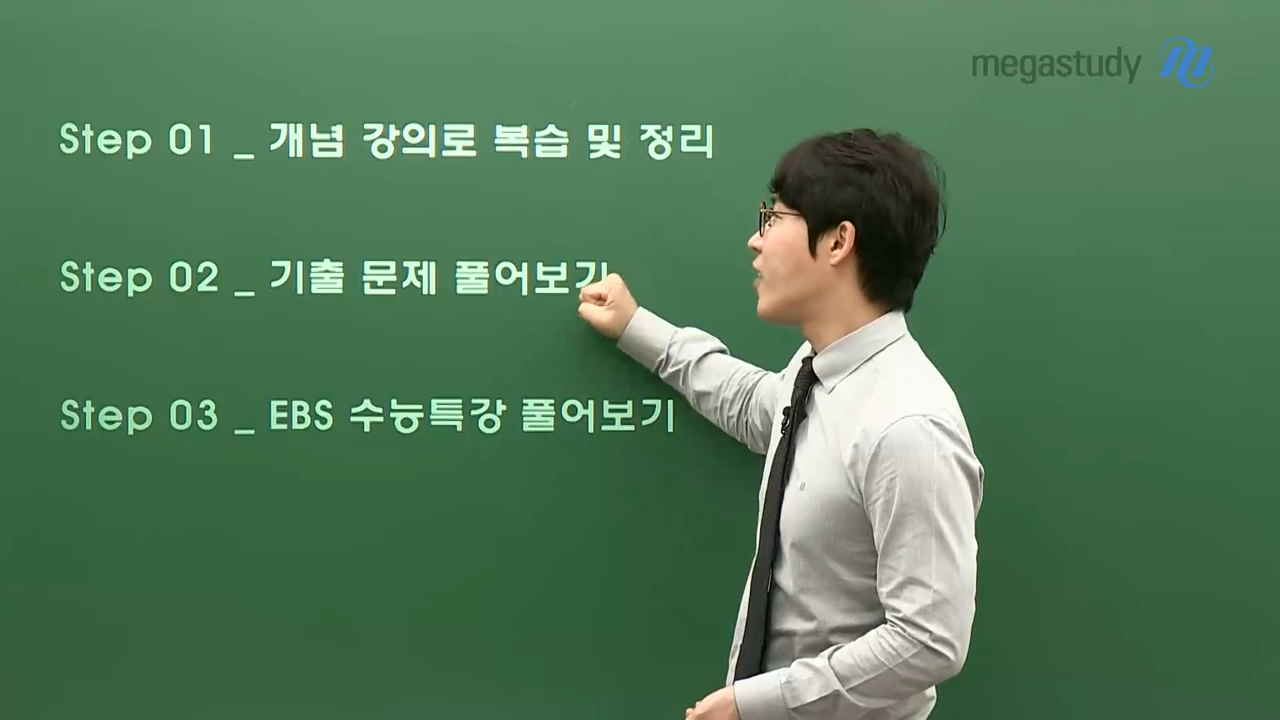 megastudy
Step 01 _ 개념 강의로 복습 및 정리
Step 02 _ 기출 문제 풀어보기
Step 03 _ EBS 수능특강 풀어보기